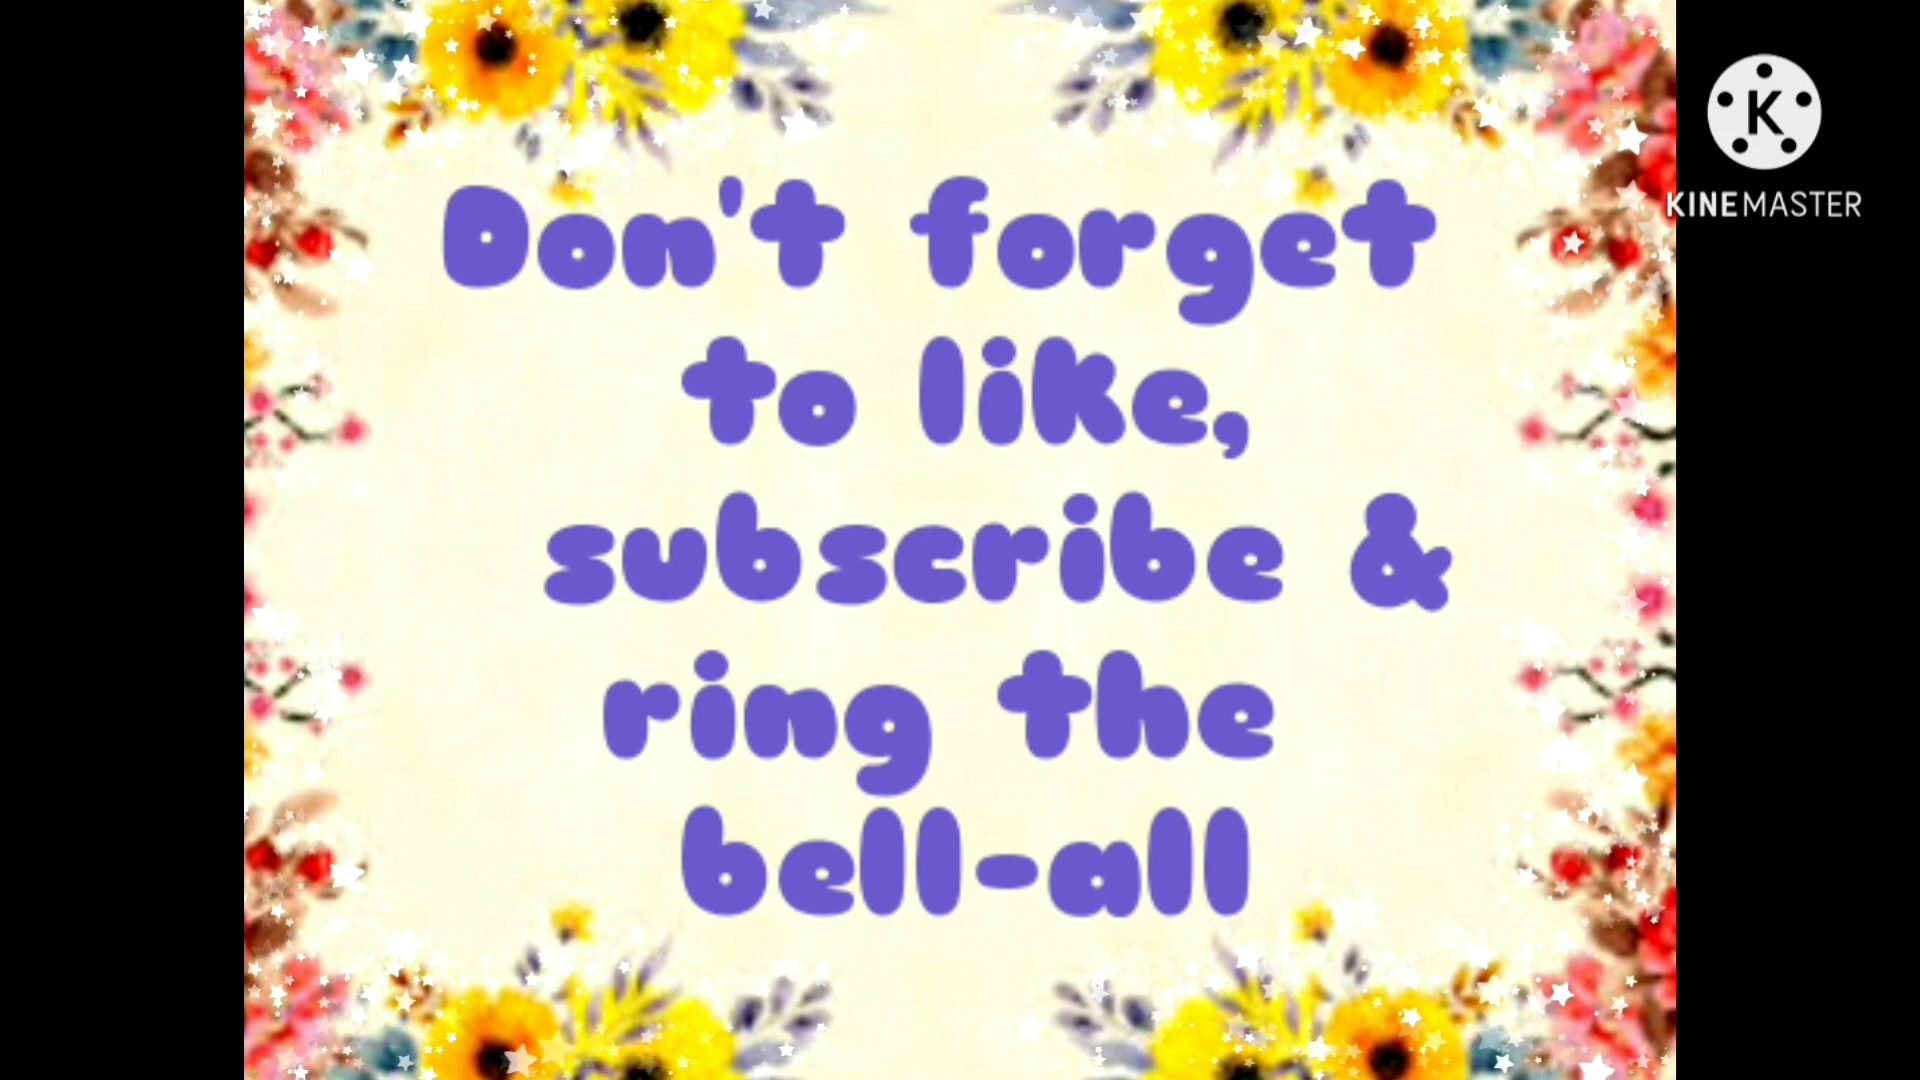 Don't forget
to like,
subscribe &
ring the
bell-all
K
KINEMASTER